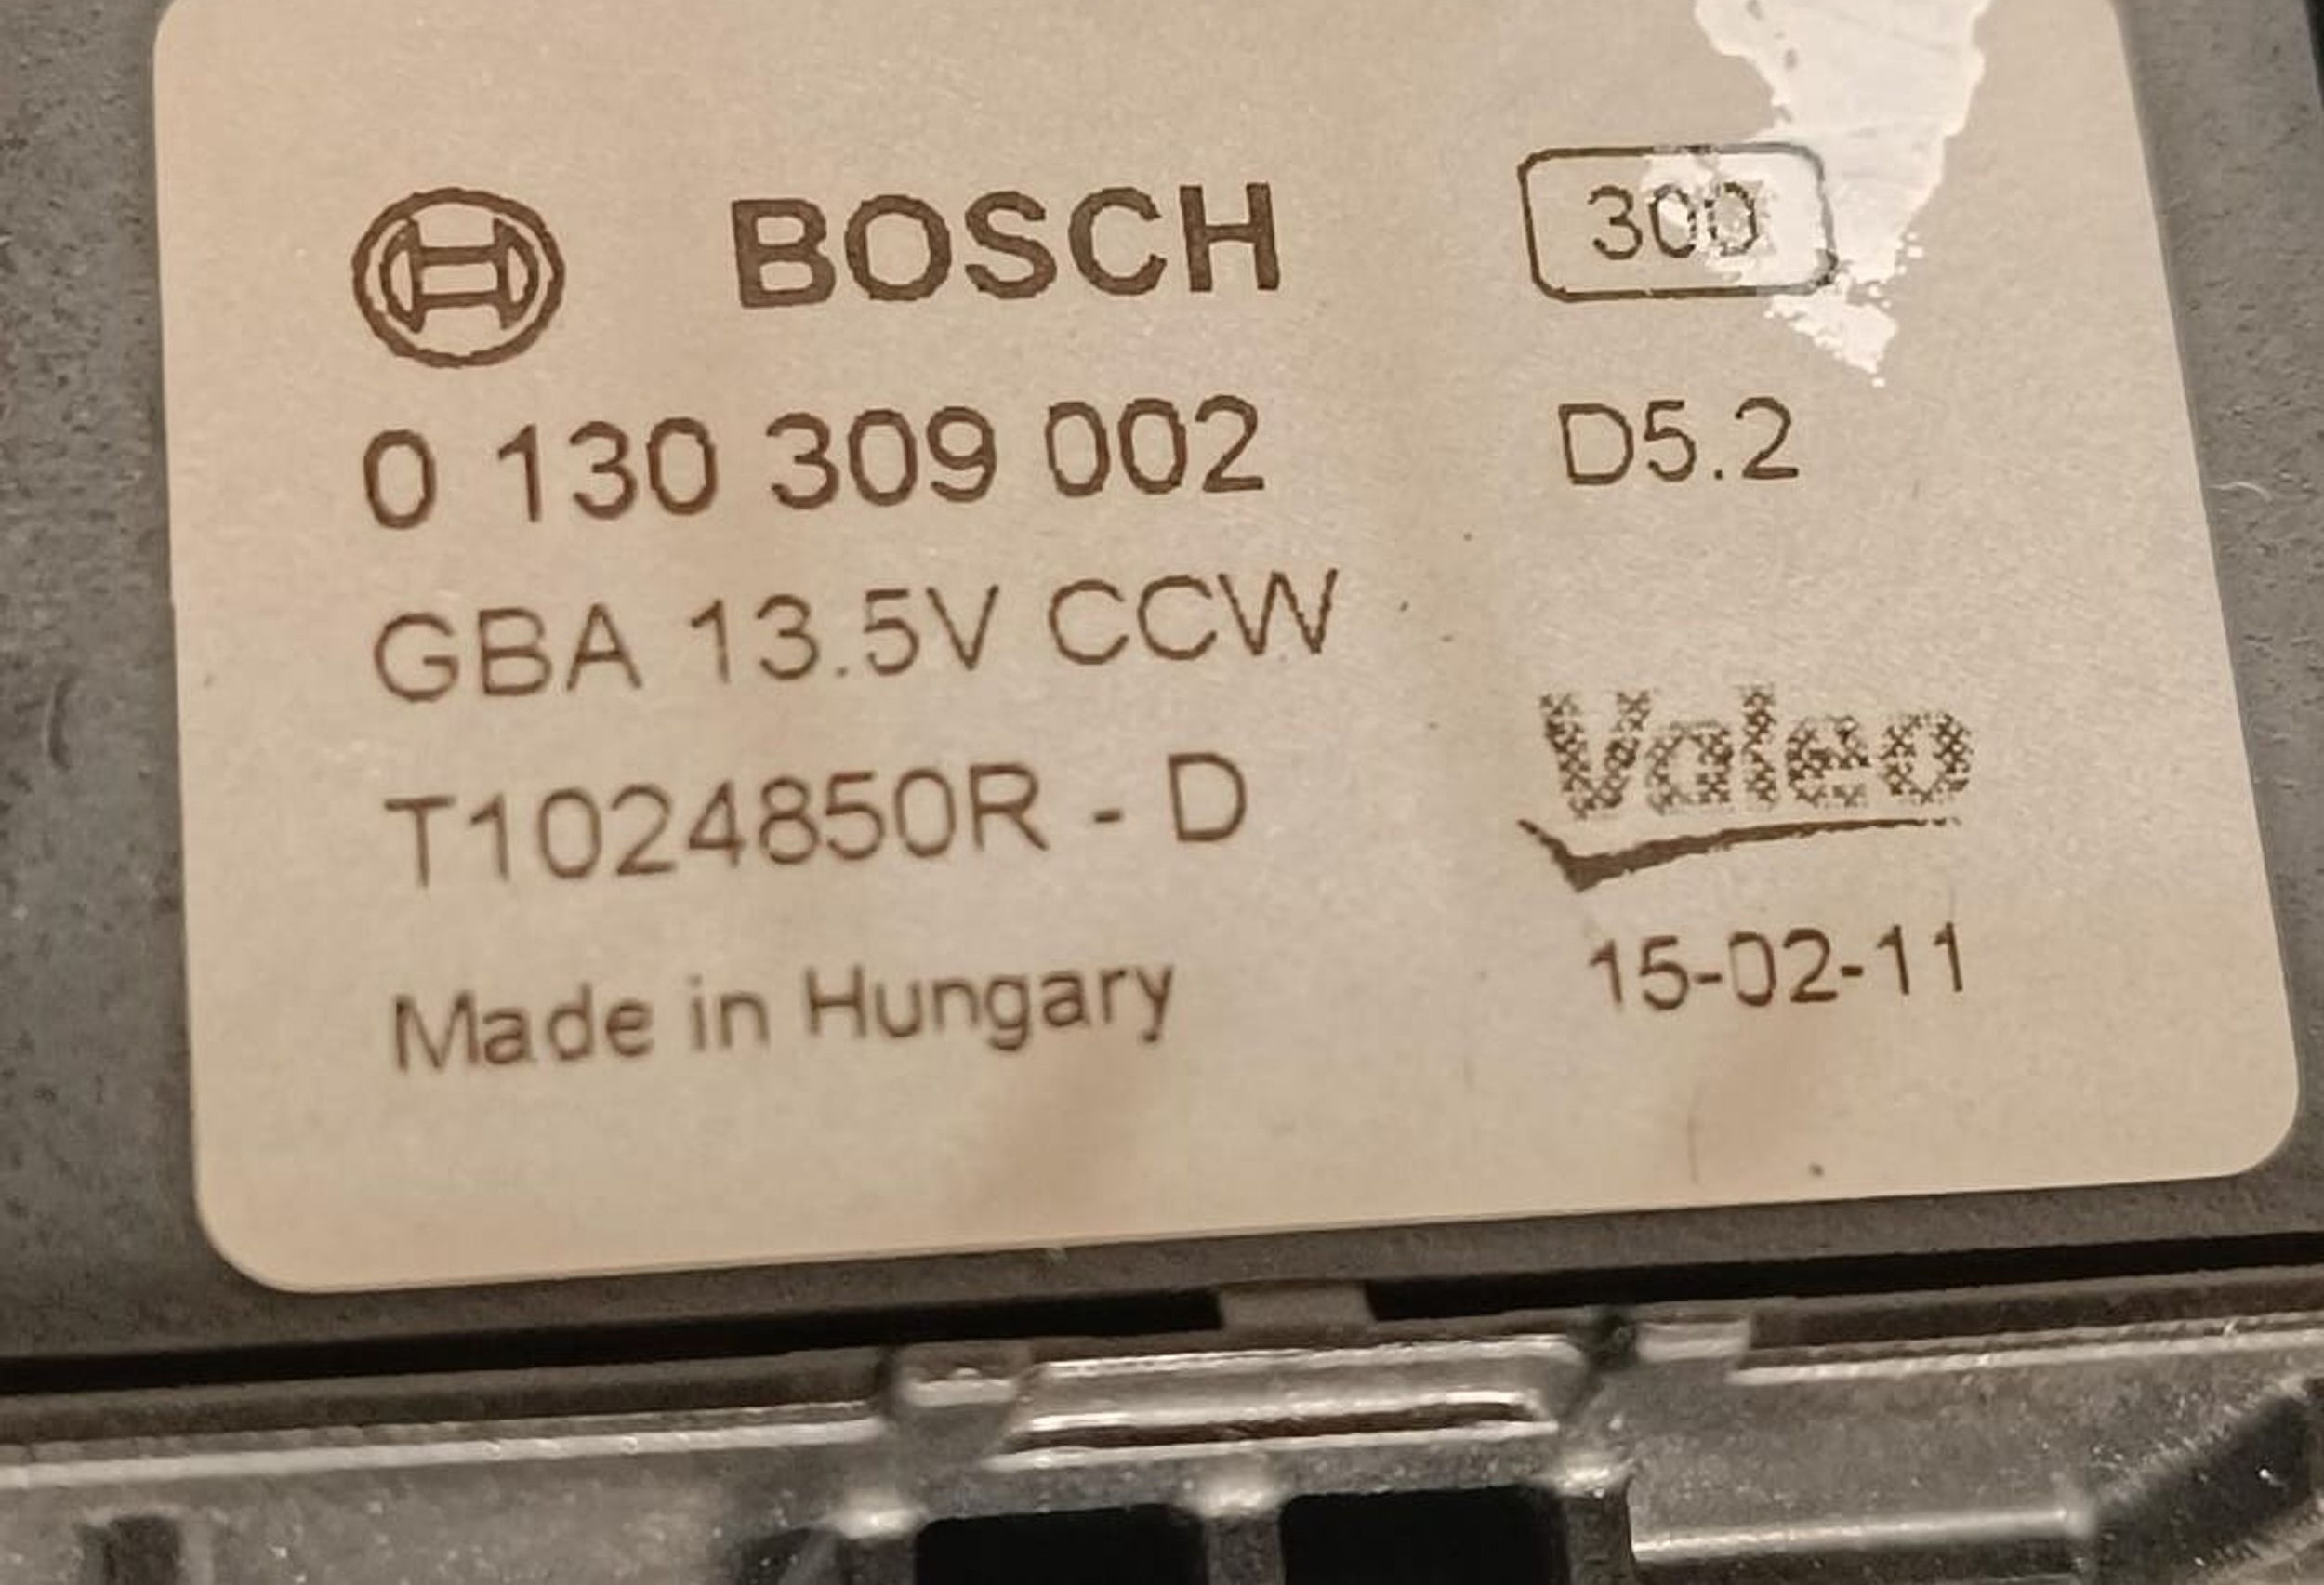 BOSCH 300
0 130 309 002 D5.2
GBA 13.5V CCW
Valeo
T1024850R - D
Made in Hungary 15-02-11